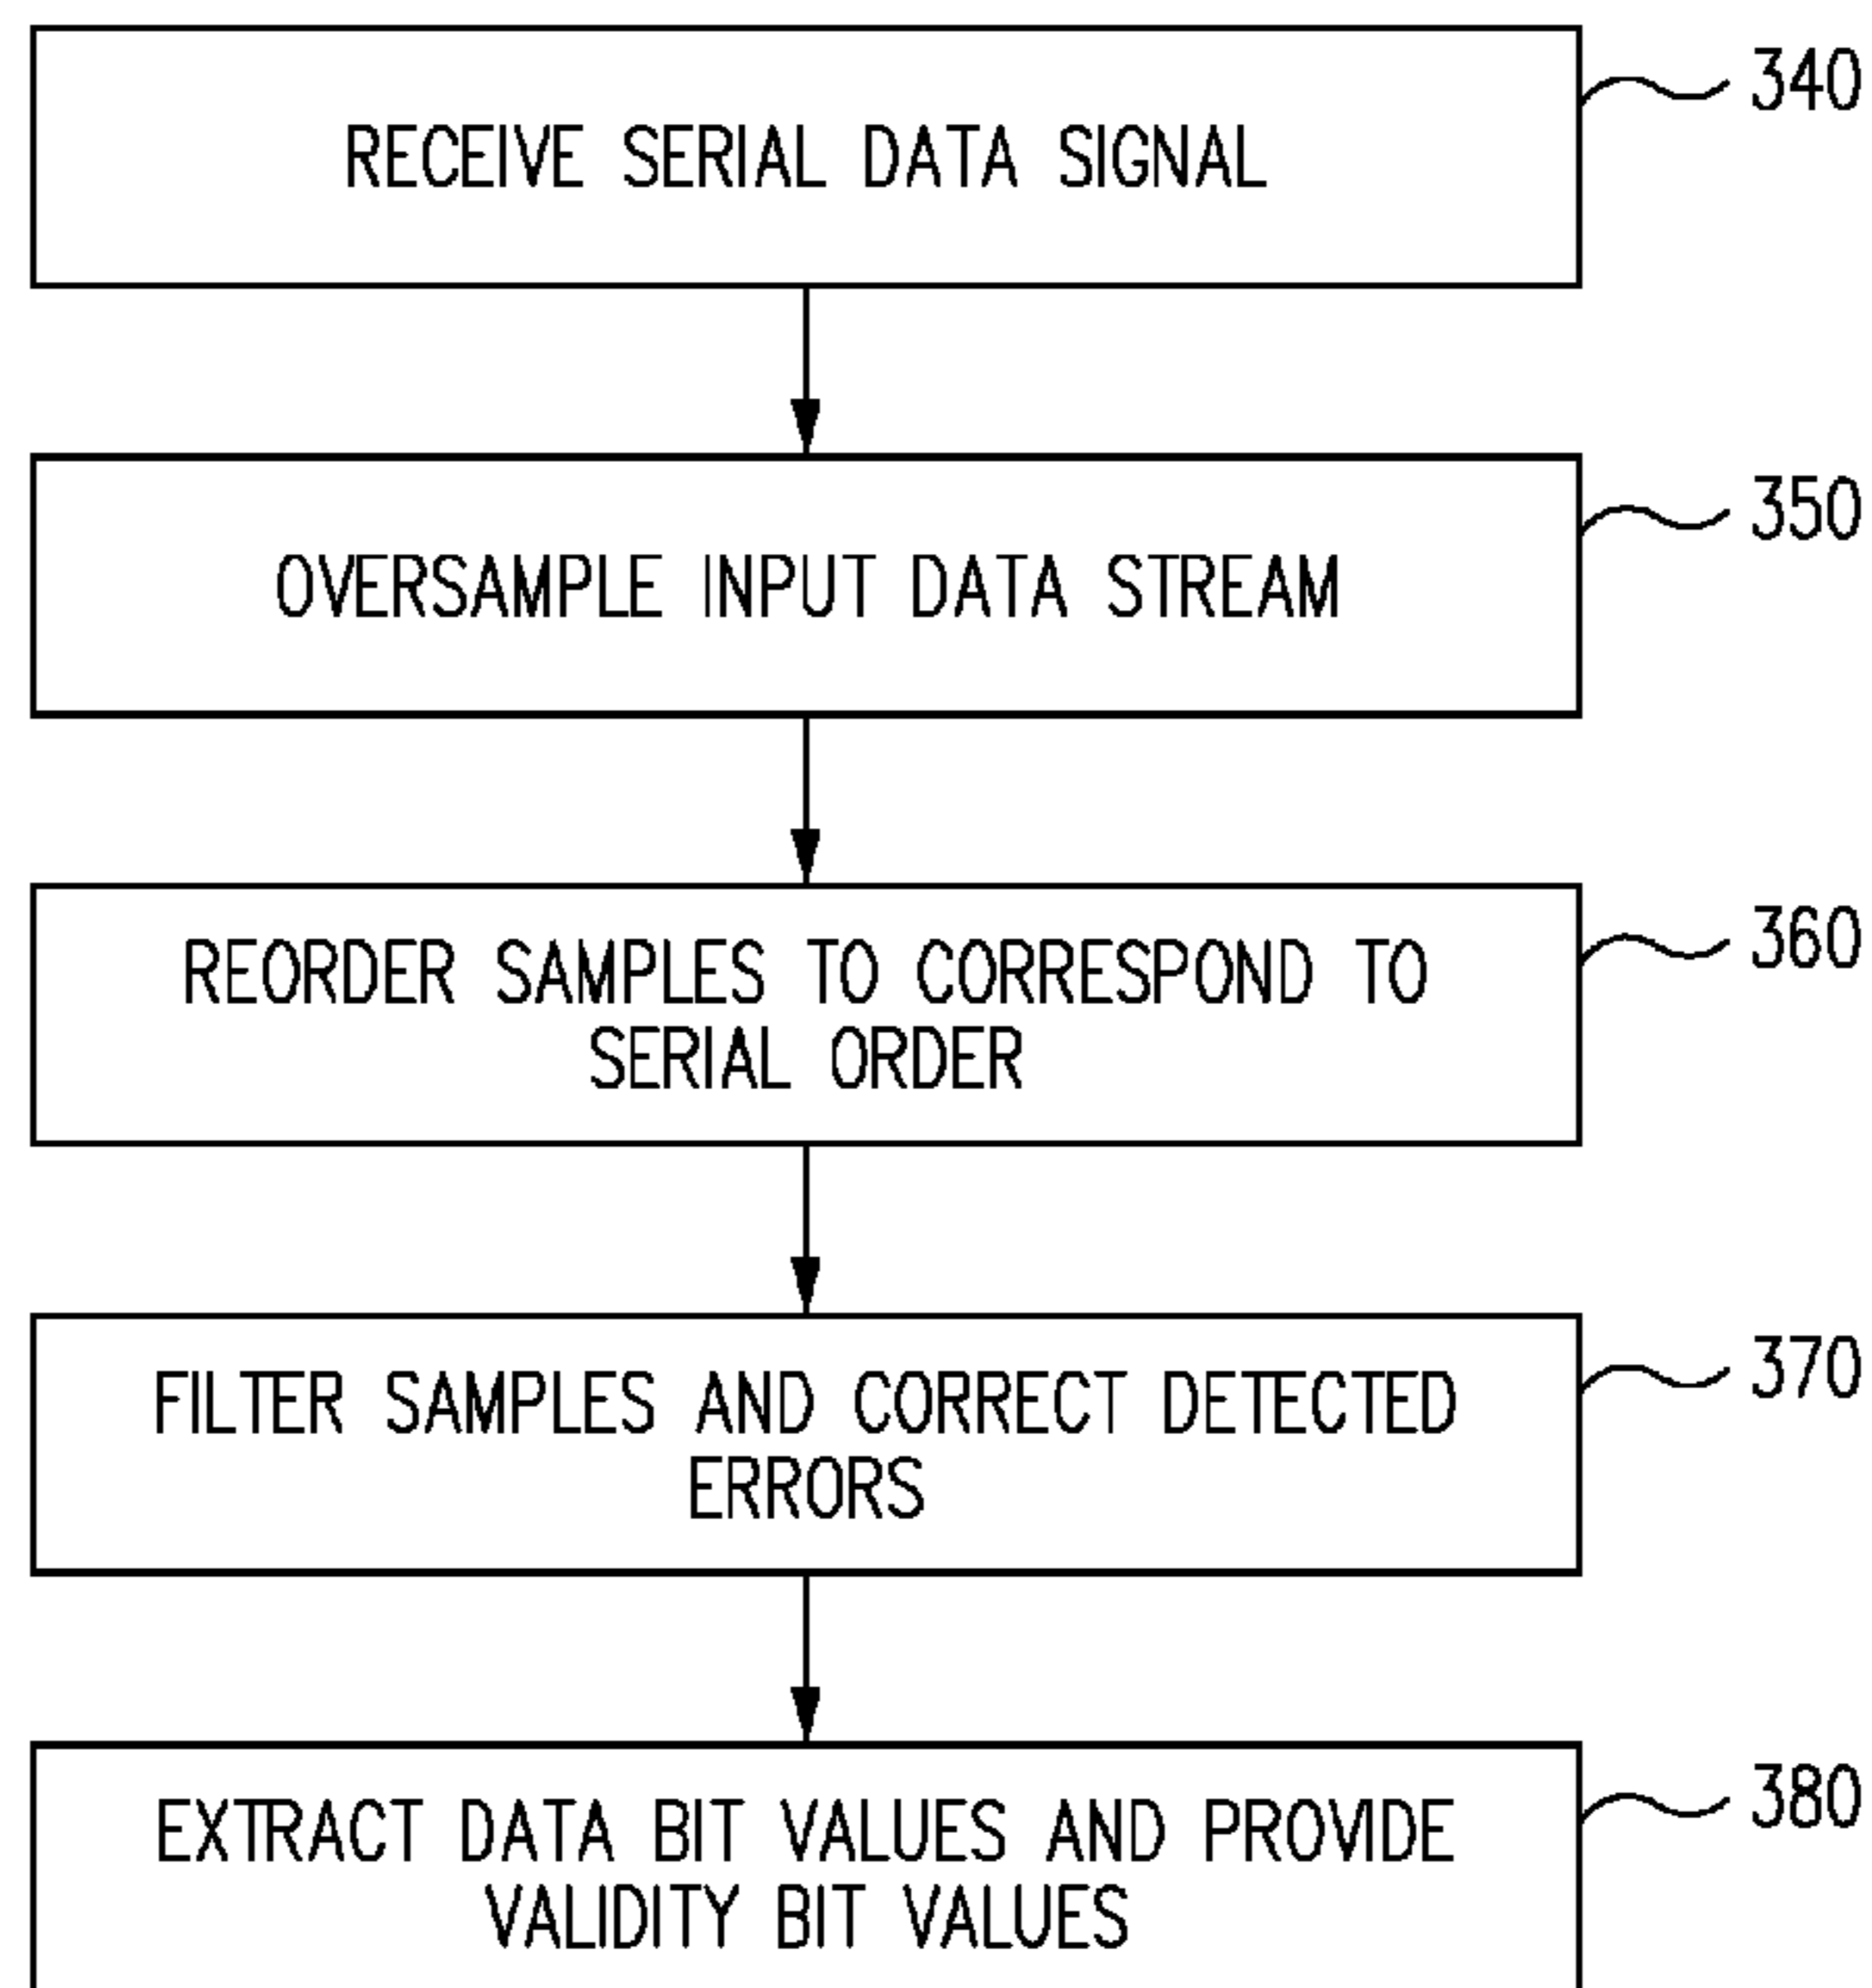 RECEIVE SERIAL DATA SIGNAL
340
OVERSAMPLE INPUT DATA STREAM
350
REORDER SAMPLES TO CORRESPOND TO
SERIAL ORDER
360
FILTER SAMPLES AND CORRECT DETECTED
ERRORS
370
EXTRACT DATA BIT VALUES AND PROVIDE
VALIDITY BIT VALUES
380